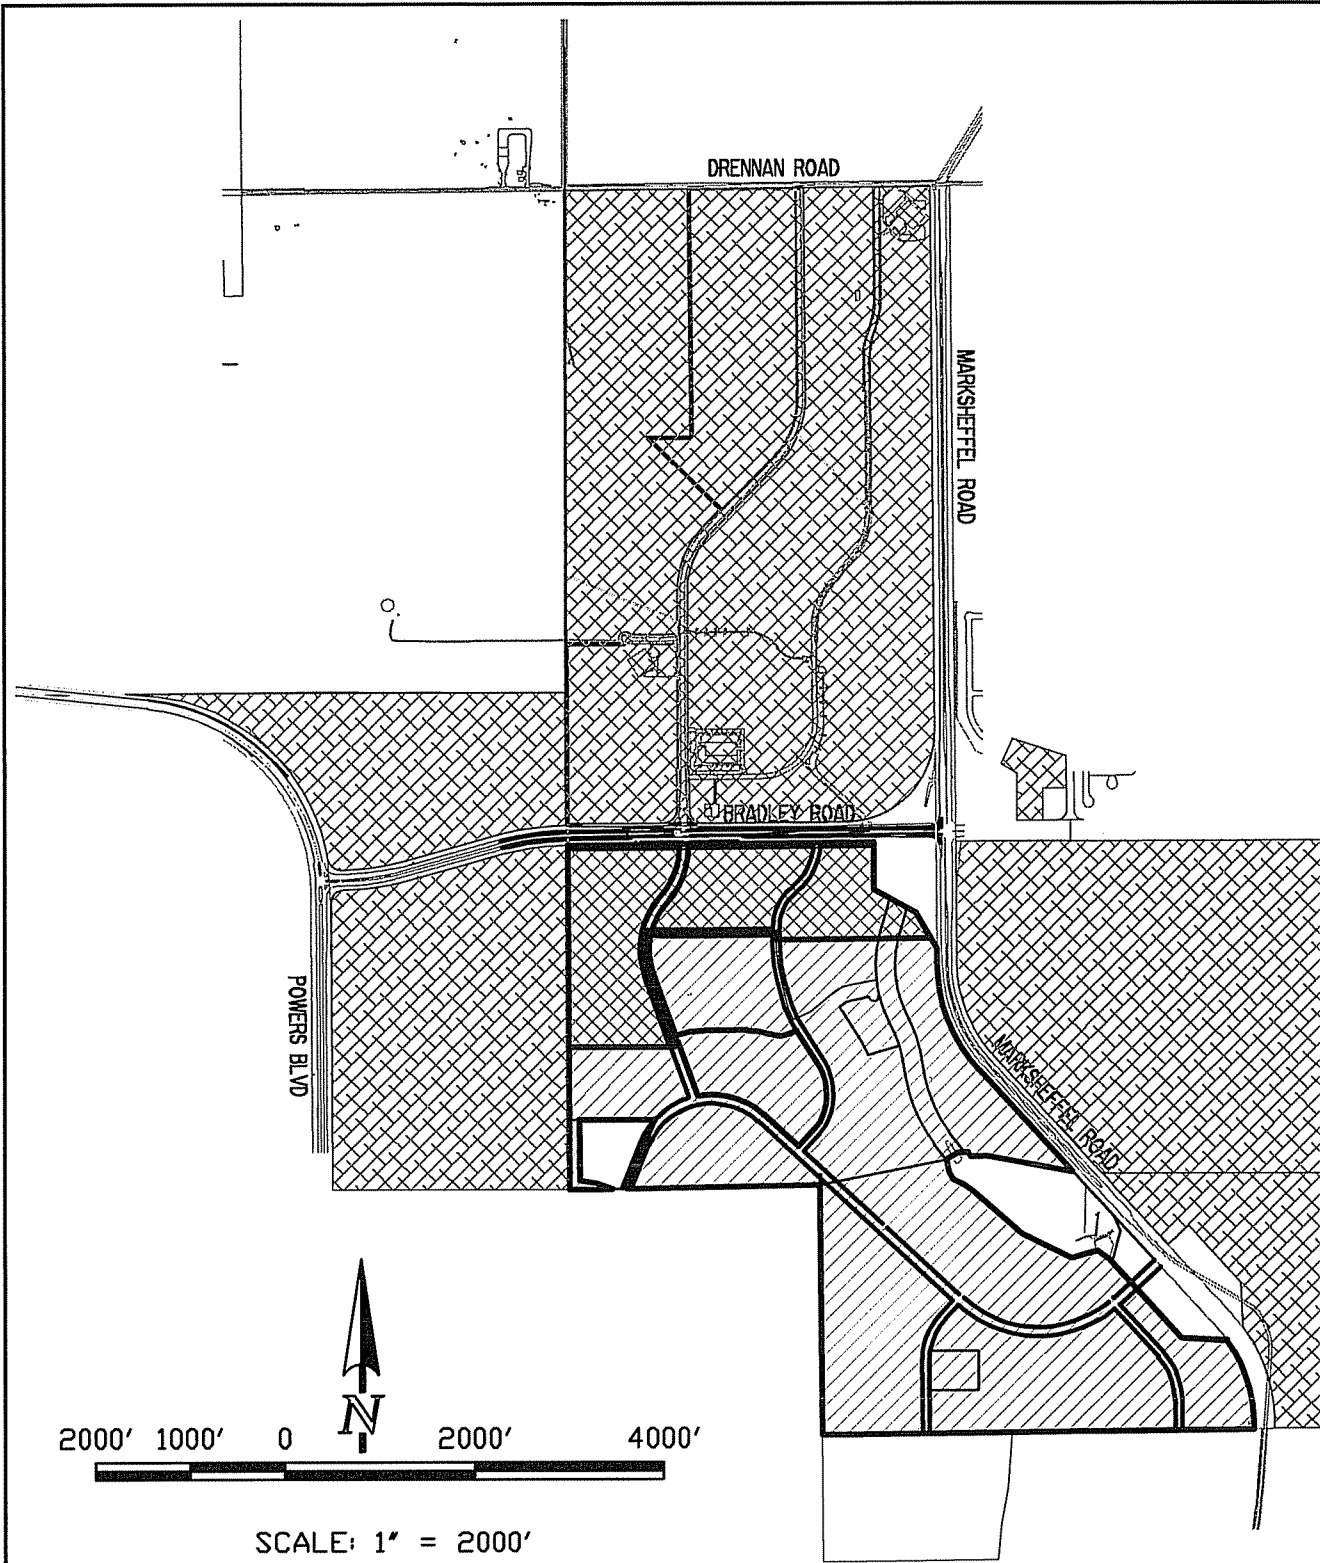 DRENNAN ROAD
MARKSHEFFEL ROAD
BRADLEY ROAD
POWERS BLVD
MARKSHEFFEL ROAD
N
2000' 1000' 0 2000' 4000'
SCALE: 1" = 2000'